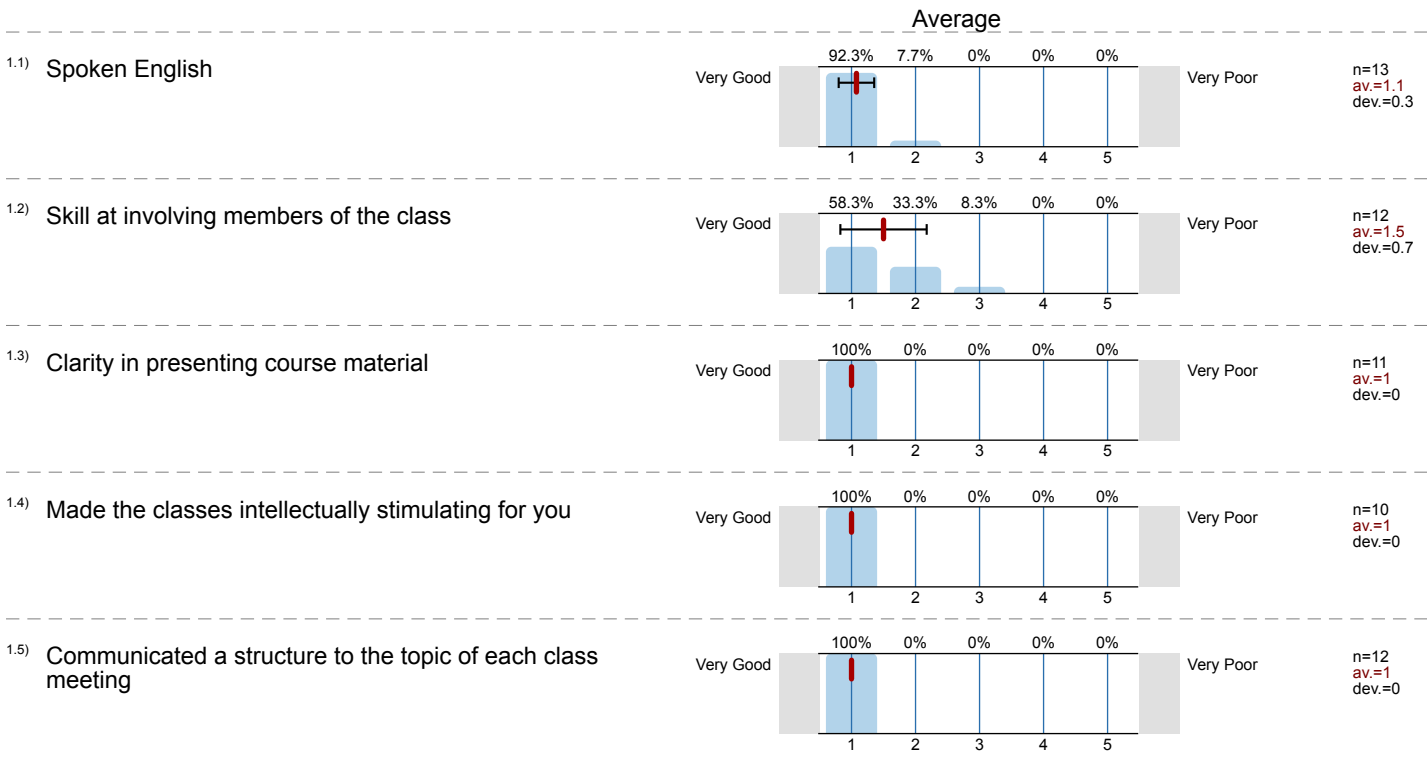 Average
1.1) Spoken English
92.3% 7.7% 0% 0% 0%
Very Good Very Poor
n=13
av.=1.1
dev.=0.3
1 2 3 4 5
1.2) Skill at involving members of the class
58.3% 33.3% 8.3% 0% 0%
Very Good Very Poor
n=12
av.=1.5
dev.=0.7
1 2 3 4 5
1.3) Clarity in presenting course material
100% 0% 0% 0% 0%
Very Good Very Poor
n=11
av.=1
dev.=0
1 2 3 4 5
1.4) Made the classes intellectually stimulating for you
100% 0% 0% 0% 0%
Very Good Very Poor
n=10
av.=1
dev.=0
1 2 3 4 5
1.5) Communicated a structure to the topic of each class
meeting
100% 0% 0% 0% 0%
Very Good Very Poor
n=12
av.=1
dev.=0
1 2 3 4 5